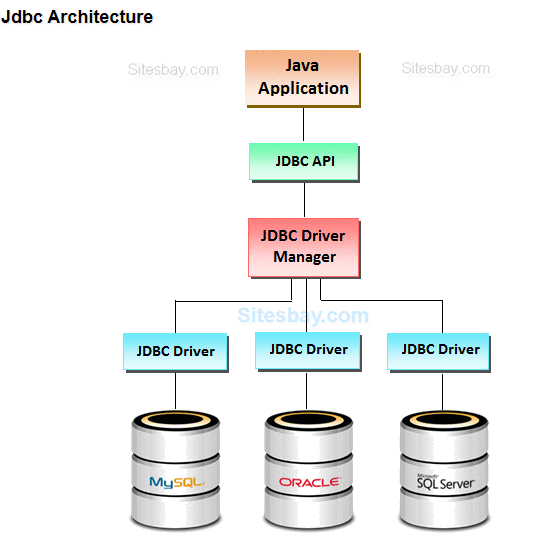 Jdbc Architecture
Sitesbay.com
Sitesbay.com
Java
Application
JDBC API
JDBC Driver
Manager
Sitesbay.com
JDBC Driver
JDBC Driver
JDBC Driver
MySQL
ORACLE
Microsoft
SQL Server